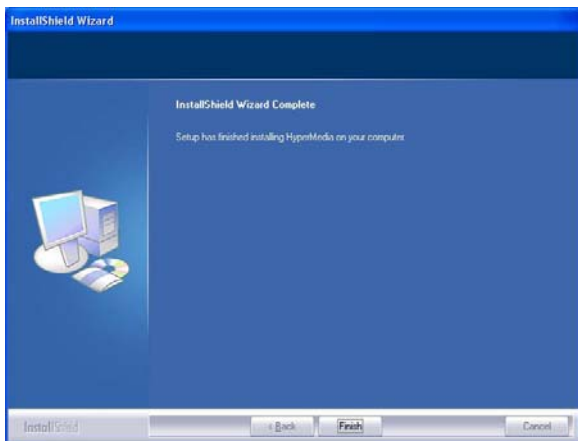 InstallShield Wizard
InstallShield Wizard Complete
Setup has finished installing HyperMedia on your computer.
InstallShield
< Back
Finish
Cancel